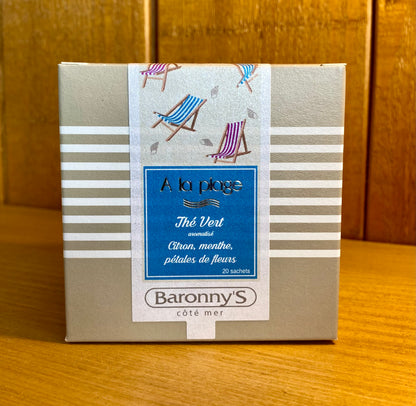 A la plage
Thé Vert
aromatisé
Citron, menthe,
pétales de fleurs
20 sachets
Baronny'S
côté mer